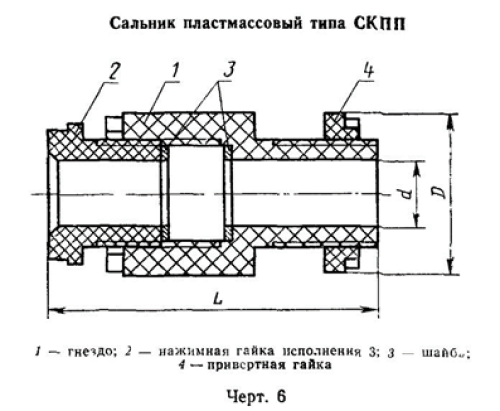 Сальник пластмассовый типа СКПП
2 1 3 4
d
D
L
1 — гнездо; 2 — нажимная гайка исполнения 3; 3 — шайбы;
4 — привертная гайка
Черт. 6